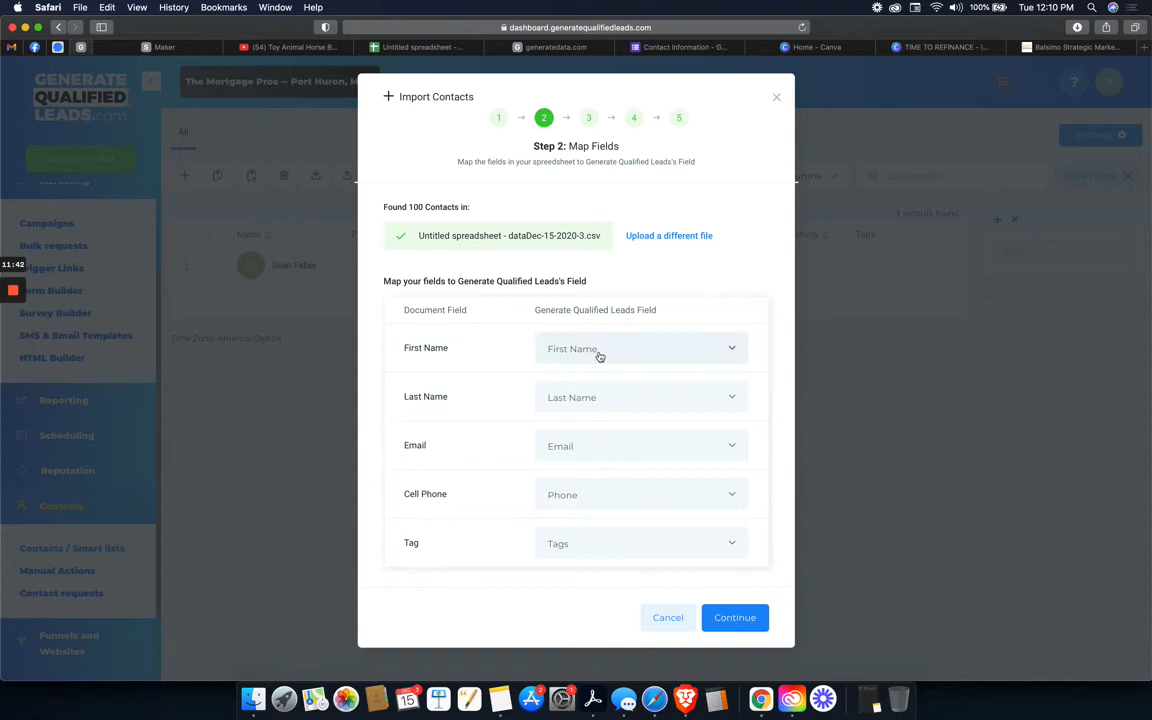 Safari File Edit View History Bookmarks Window Help
100% Tue 12:10 PM
dashboard.generatequalifiedleads.com
Maker
(54) Toy Animal Horse B...
Untitled spreadsheet -...
generatedata.com
Contact Information - G...
Home - Canva
TIME TO REFINANCE - I...
Balsimo Strategic Marke...
GENERATE
QUALIFIED
LEADS.com
The Mortgage Pros -- Port Huron, M
All
Settings
Hide Filters
1 records found
Name
Tags
Sean Faber
Time Zone: America/Detroit
11:42
Marketing
Campaigns
Bulk requests
Trigger Links
Form Builder
Survey Builder
SMS & Email Templates
HTML Builder
Reporting
Scheduling
Reputation
Contacts
Contacts / Smart lists
Manual Actions
Contact requests
Funnels and
Websites
Import Contacts
1 → 2 → 3 → 4 → 5
Step 2: Map Fields
Map the fields in your spreedsheet to Generate Qualified Leads's Field
Found 100 Contacts in:
Untitled spreadsheet - dataDec-15-2020-3.csv
Upload a different file
Map your fields to Generate Qualified Leads's Field
Document Field Generate Qualified Leads Field
First Name First Name
Last Name Last Name
Email Email
Cell Phone Phone
Tag Tags
Cancel Continue
DEC
15